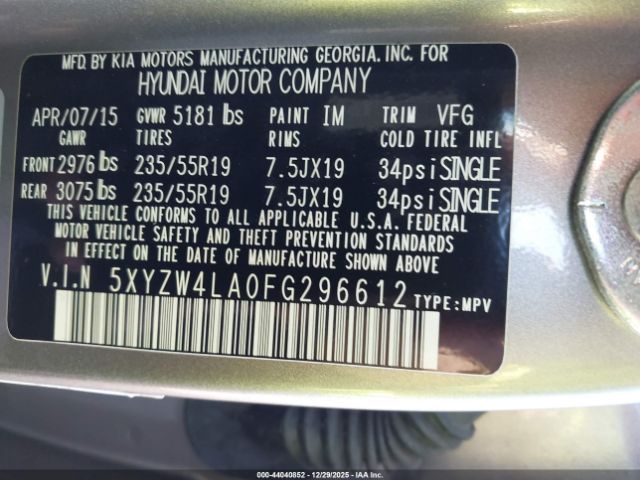 MFD. BY KIA MOTORS MANUFACTURING GEORGIA. INC. FOR
HYUNDAI MOTOR COMPANY
APR/07/15 GVWR 5181 lbs PAINT IM TRIM VFG
GAWR TIRES RIMS COLD TIRE INFL
FRONT 2976 lbs 235/55R19 7.5JX19 34psi SINGLE
REAR 3075 lbs 235/55R19 7.5JX19 34psi SINGLE
THIS VEHICLE CONFORMS TO ALL APPLICABLE U.S.A. FEDERAL
MOTOR VEHICLE SAFETY AND THEFT PREVENTION STANDARDS
IN EFFECT ON THE DATE OF MANUFACTURE SHOWN ABOVE.
V.I.N 5XYZW4LA0FG296612 TYPE:MPV
000-44040852 - 12/29/2025 - IAA Inc.